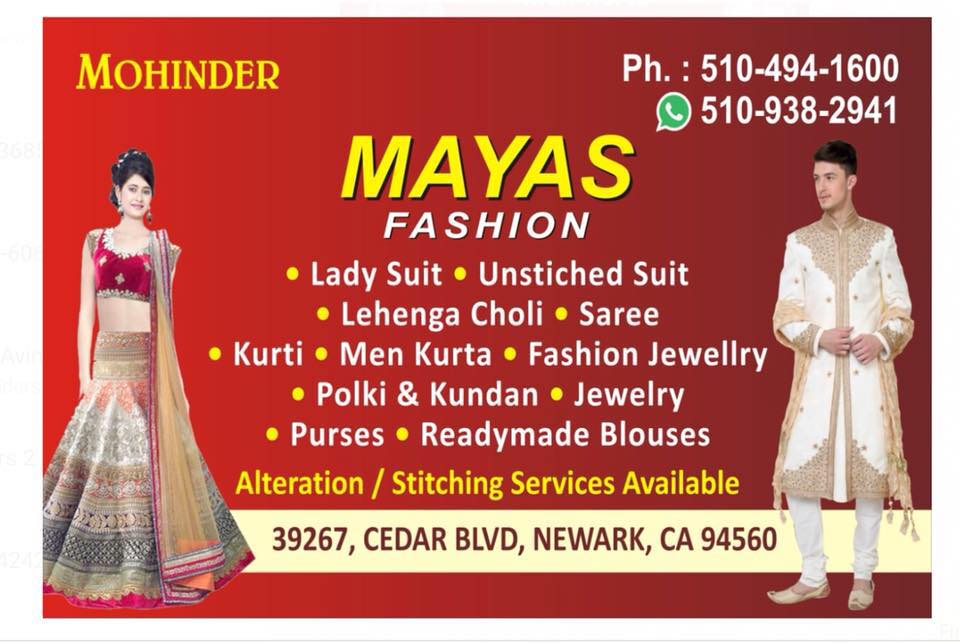 MOHINDER
Ph. : 510-494-1600
510-938-2941
MAYAS
FASHION
• Lady Suit • Unstiched Suit
• Lehenga Choli • Saree
• Kurti • Men Kurta • Fashion Jewellry
• Polki & Kundan • Jewelry
• Purses • Readymade Blouses
Alteration / Stitching Services Available
39267, CEDAR BLVD, NEWARK, CA 94560